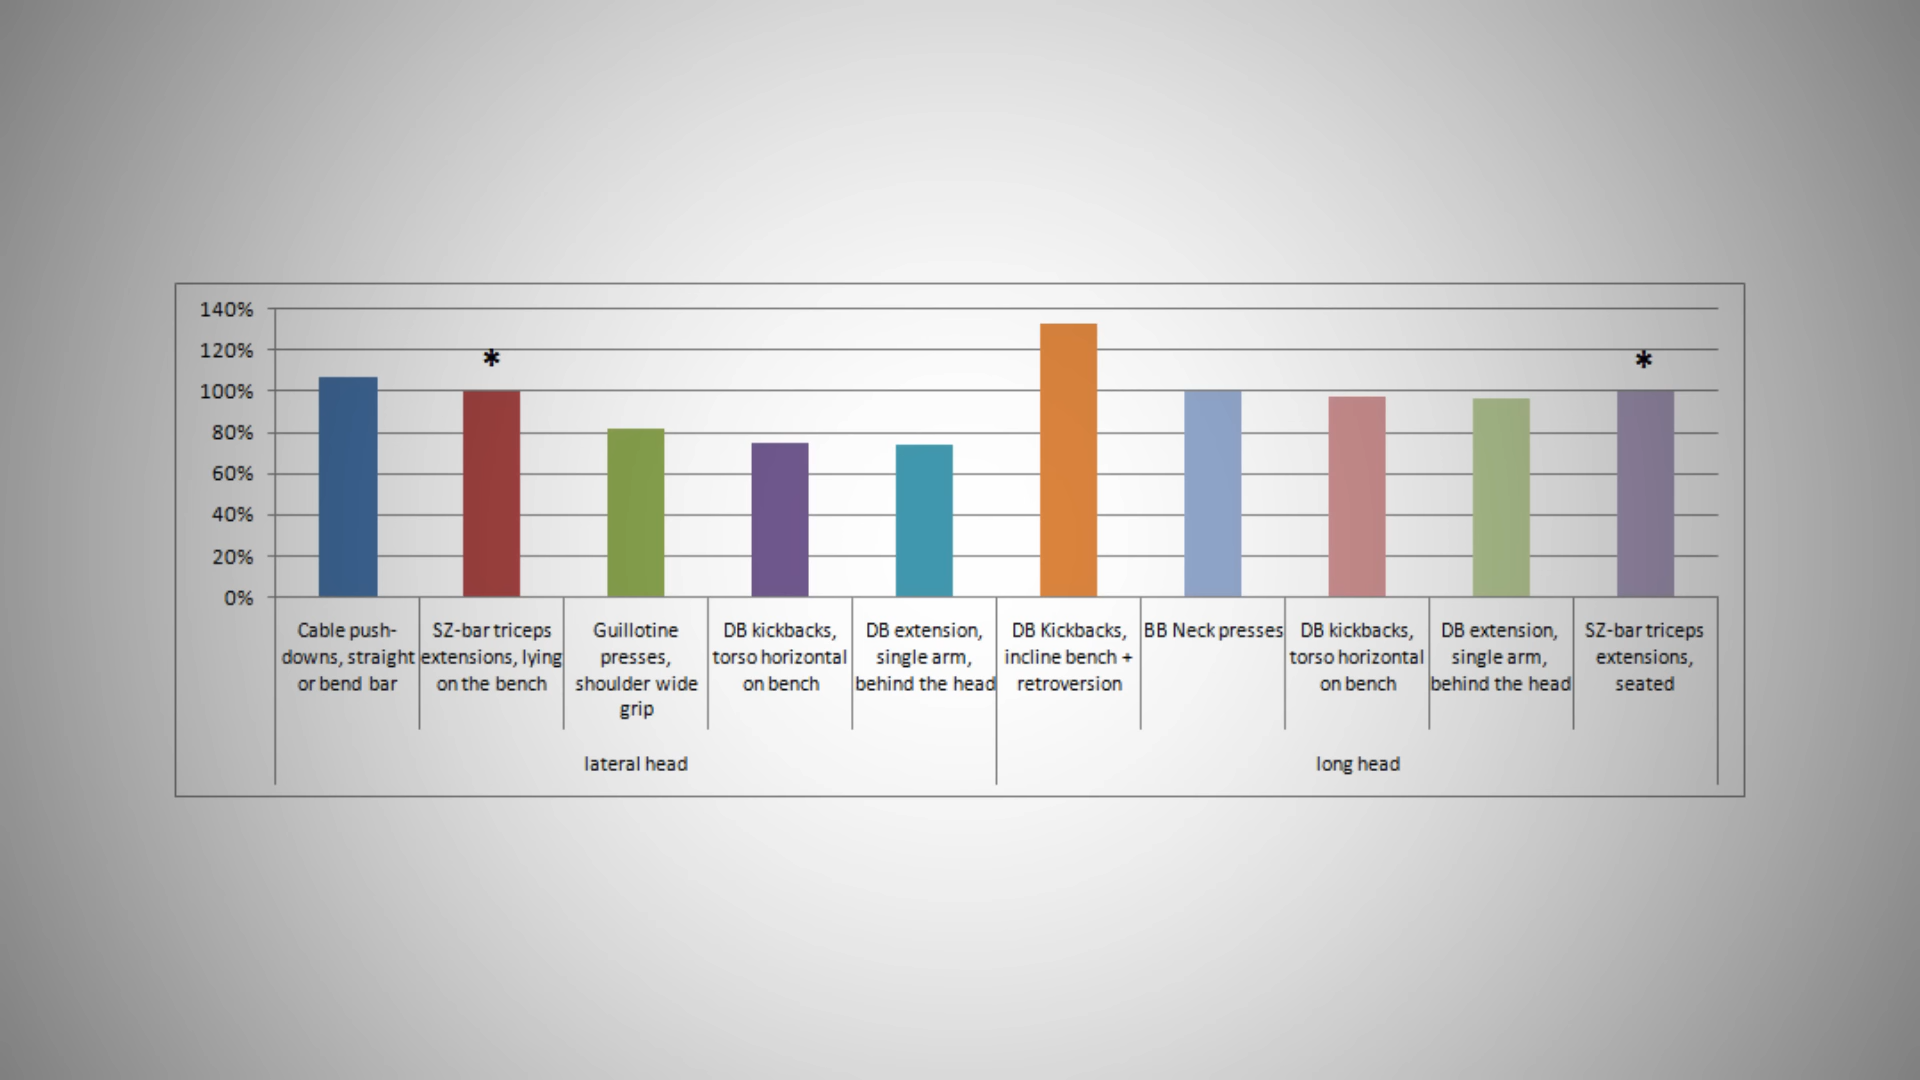 140%
120%
100%
80%
60%
40%
20%
0%
*
*
Cable push-
downs, straight
or bend bar
SZ-bar triceps
extensions, lying
on the bench
Guillotine
presses,
shoulder wide
grip
DB kickbacks,
torso horizontal
on bench
DB extension,
single arm,
behind the head
DB Kickbacks,
incline bench +
retroversion
BB Neck presses
DB kickbacks,
torso horizontal
on bench
DB extension,
single arm,
behind the head
SZ-bar triceps
extensions,
seated
lateral head
long head